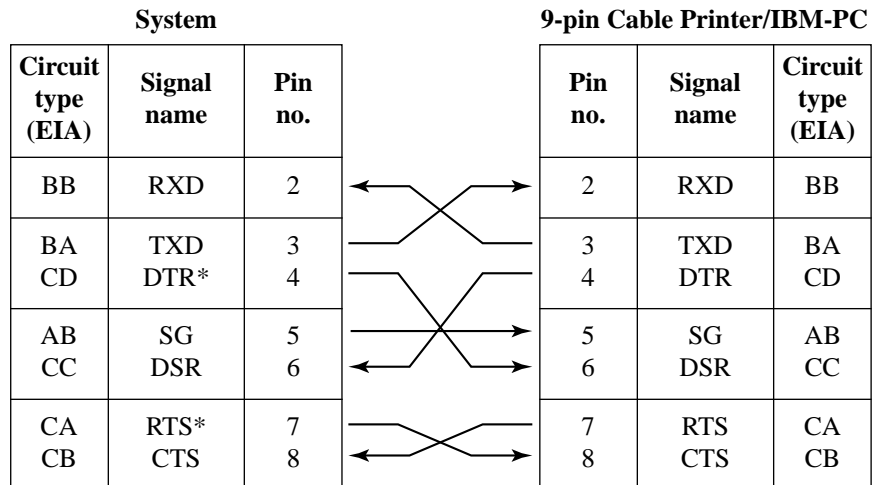 System 9-pin Cable Printer/IBM-PC
Circuit type (EIA) Signal name Pin no. Pin no. Signal name Circuit type (EIA)
BB RXD 2 2 RXD BB
BA TXD 3 3 TXD BA
CD DTR* 4 4 DTR CD
AB SG 5 5 SG AB
CC DSR 6 6 DSR CC
CA RTS* 7 7 RTS CA
CB CTS 8 8 CTS CB